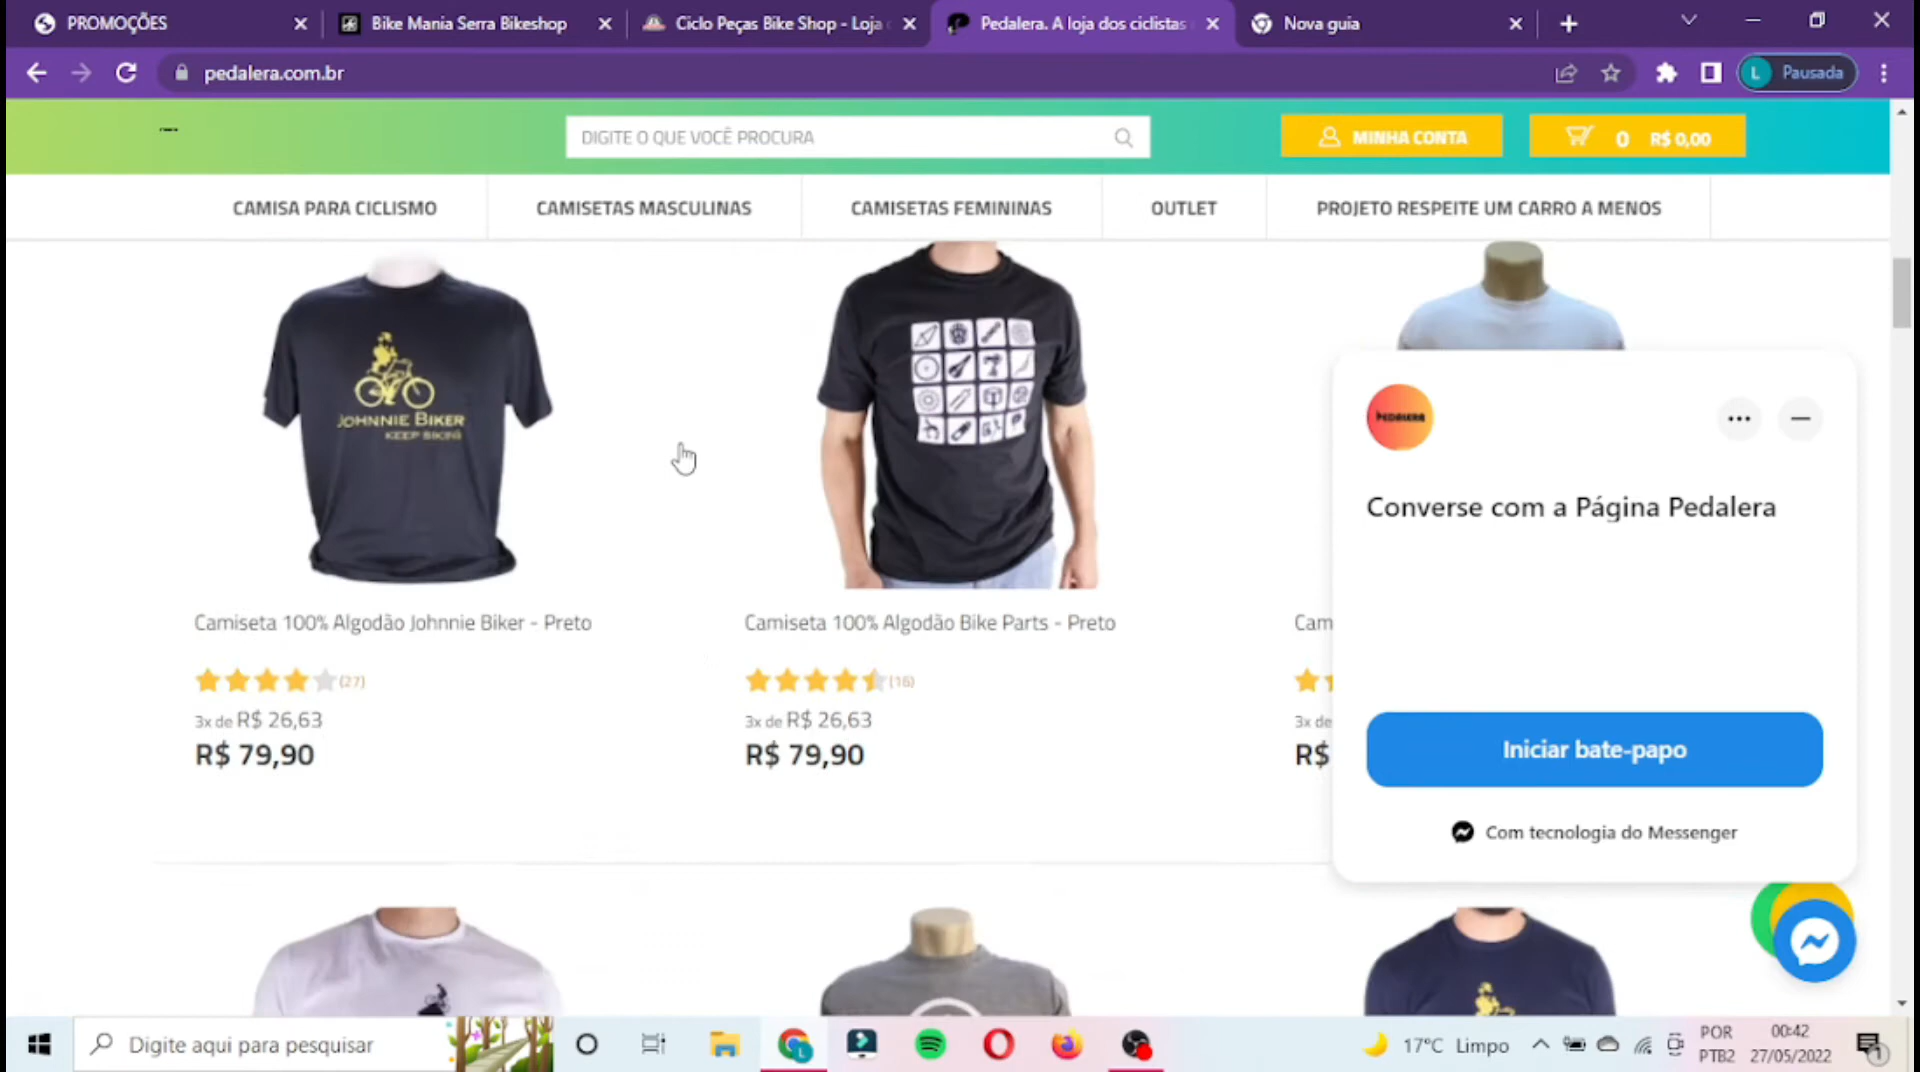 PROMOÇÕES
Bike Mania Serra Bikeshop
Ciclo Peças Bike Shop - Loja
Pedalera. A loja dos ciclistas
Nova guia
pedalera.com.br
L Pausada
DIGITE O QUE VOCÊ PROCURA
MINHA CONTA
0 R$ 0,00
CAMISA PARA CICLISMO
CAMISETAS MASCULINAS
CAMISETAS FEMININAS
OUTLET
PROJETO RESPEITE UM CARRO A MENOS
JOHNNIE BIKER
KEEP BIKING
PEDALERA
Converse com a Página Pedalera
Camiseta 100% Algodão Johnnie Biker - Preto
Camiseta 100% Algodão Bike Parts - Preto
Cam
(27)
(16)
3x de R$ 26,63
3x de R$ 26,63
3x de
R$ 79,90
R$ 79,90
R$
Iniciar bate-papo
Com tecnologia do Messenger
Digite aqui para pesquisar
L
17°C Limpo
POR
PTB2
00:42
27/05/2022
1